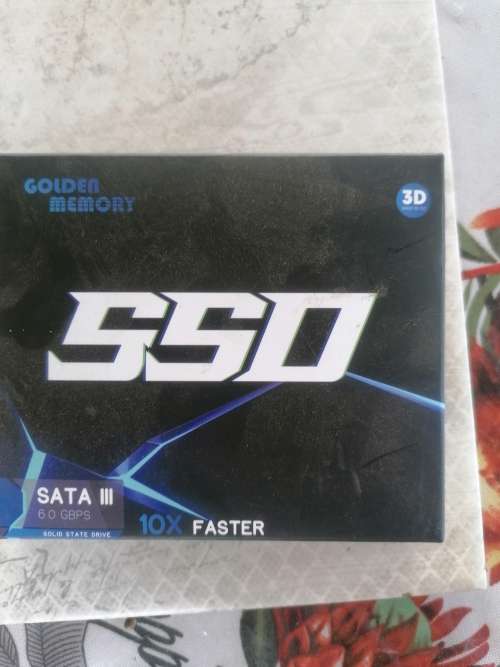 GOLDEN
MEMORY
3D
SSD
SATA III
6.0 GBPS
SOLID STATE DRIVE
10X FASTER